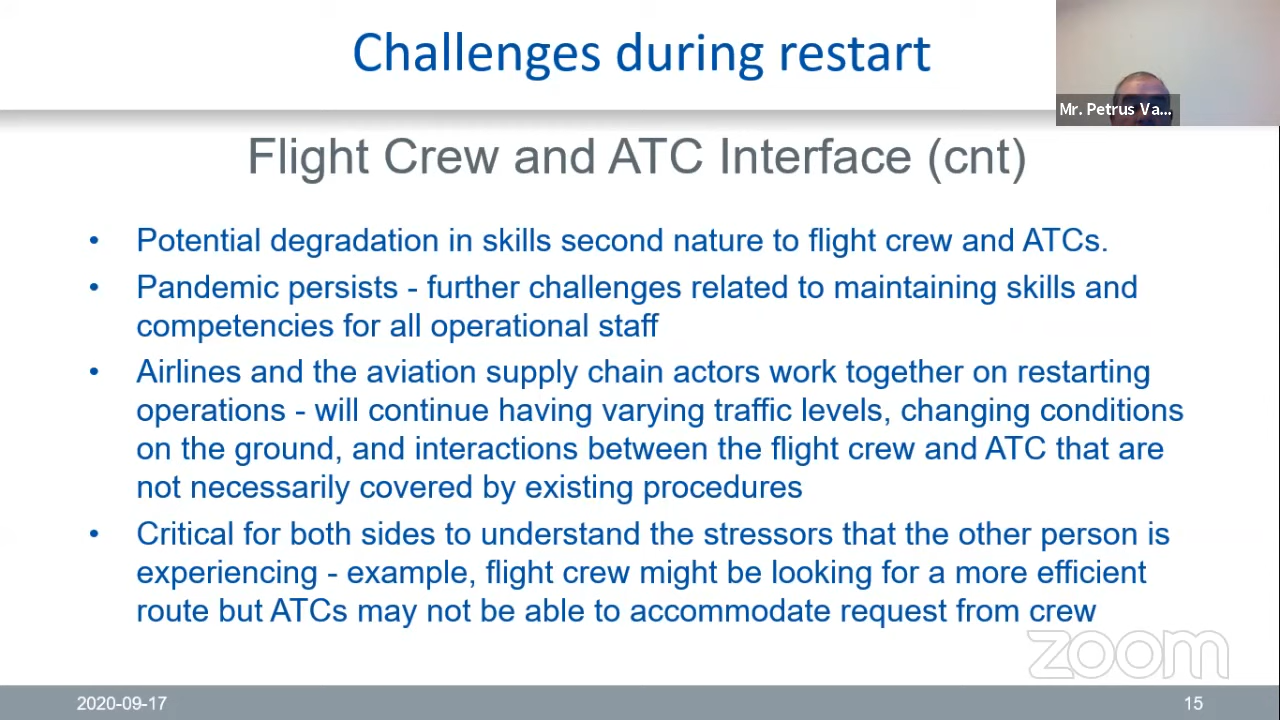 Challenges during restart
Mr. Petrus Va...
Flight Crew and ATC Interface (cnt)
• Potential degradation in skills second nature to flight crew and ATCs.
• Pandemic persists - further challenges related to maintaining skills and
competencies for all operational staff
• Airlines and the aviation supply chain actors work together on restarting
operations - will continue having varying traffic levels, changing conditions
on the ground, and interactions between the flight crew and ATC that are
not necessarily covered by existing procedures
• Critical for both sides to understand the stressors that the other person is
experiencing - example, flight crew might be looking for a more efficient
route but ATCs may not be able to accommodate request from crew
zoom
2020-09-17
15